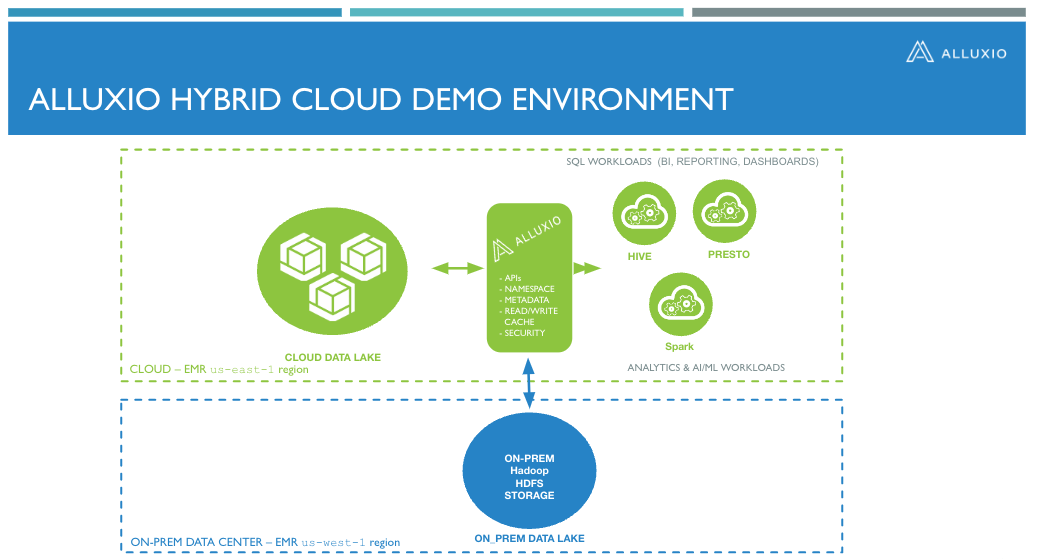 ALLUXIO
ALLUXIO HYBRID CLOUD DEMO ENVIRONMENT
SQL WORKLOADS (BI, REPORTING, DASHBOARDS)
HIVE
PRESTO
ALLUXIO
- APIs
- NAMESPACE
- METADATA
- READ/WRITE
CACHE
- SECURITY
Spark
CLOUD DATA LAKE
CLOUD – EMR us-east-1 region
ANALYTICS & AI/ML WORKLOADS
ON-PREM
Hadoop
HDFS
STORAGE
ON_PREM DATA LAKE
ON-PREM DATA CENTER – EMR us-west-1 region